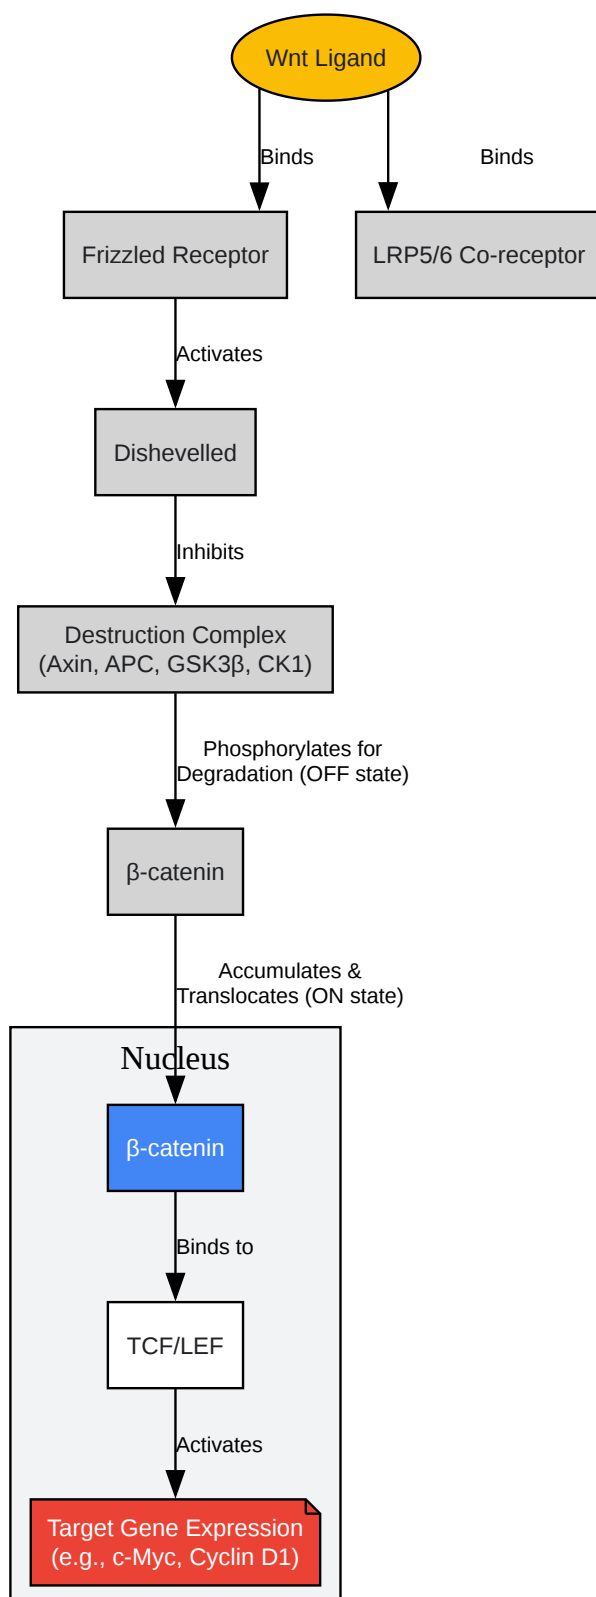 Wnt Ligand
Binds
Binds
Frizzled Receptor
LRP5/6 Co-receptor
Activates
Dishevelled
Inhibits
Destruction Complex
(Axin, APC, GSK3β, CK1)
Phosphorylates for
Degradation (OFF state)
β-catenin
Accumulates &
Translocates (ON state)
Nucleus
β-catenin
Binds to
TCF/LEF
Activates
Target Gene Expression
(e.g., c-Myc, Cyclin D1)